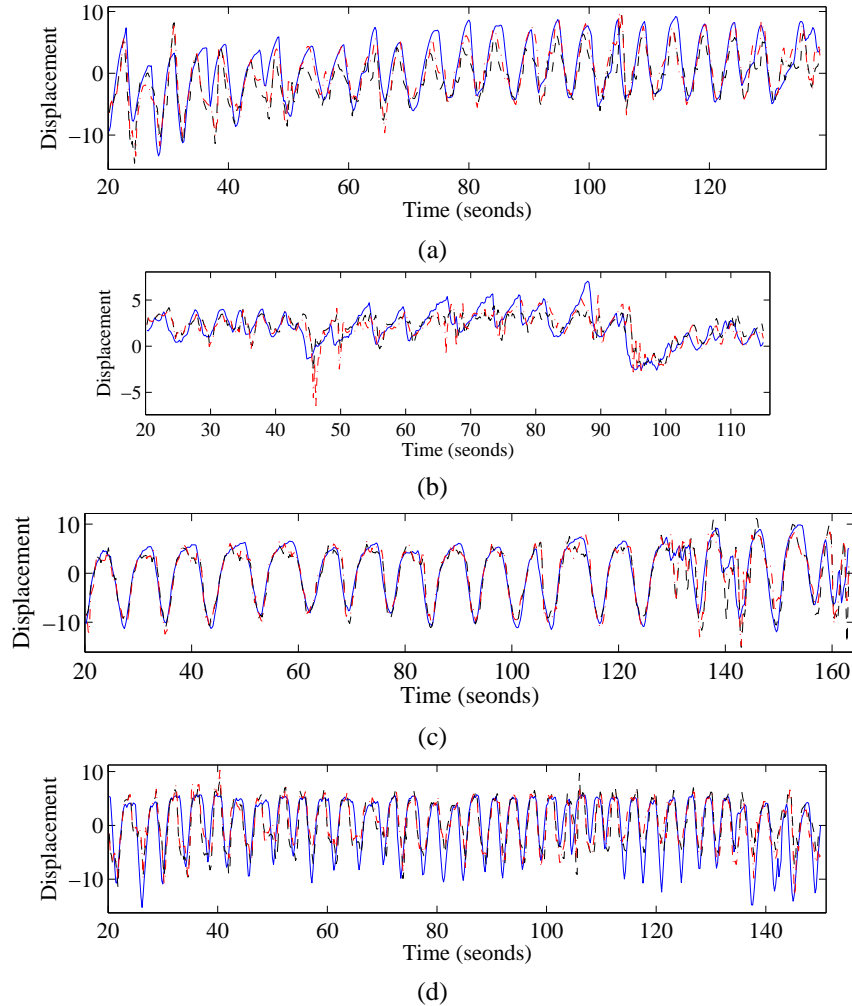 10
0
−10
Displacement
20 40 60 80 100 120
Time (seonds)
(a)
5
0
−5
Displacement
20 30 40 50 60 70 80 90 100 110
Time (seonds)
(b)
10
0
−10
Displacement
20 40 60 80 100 120 140 160
Time (seonds)
(c)
10
0
−10
Displacement
20 40 60 80 100 120 140
Time (seonds)
(d)